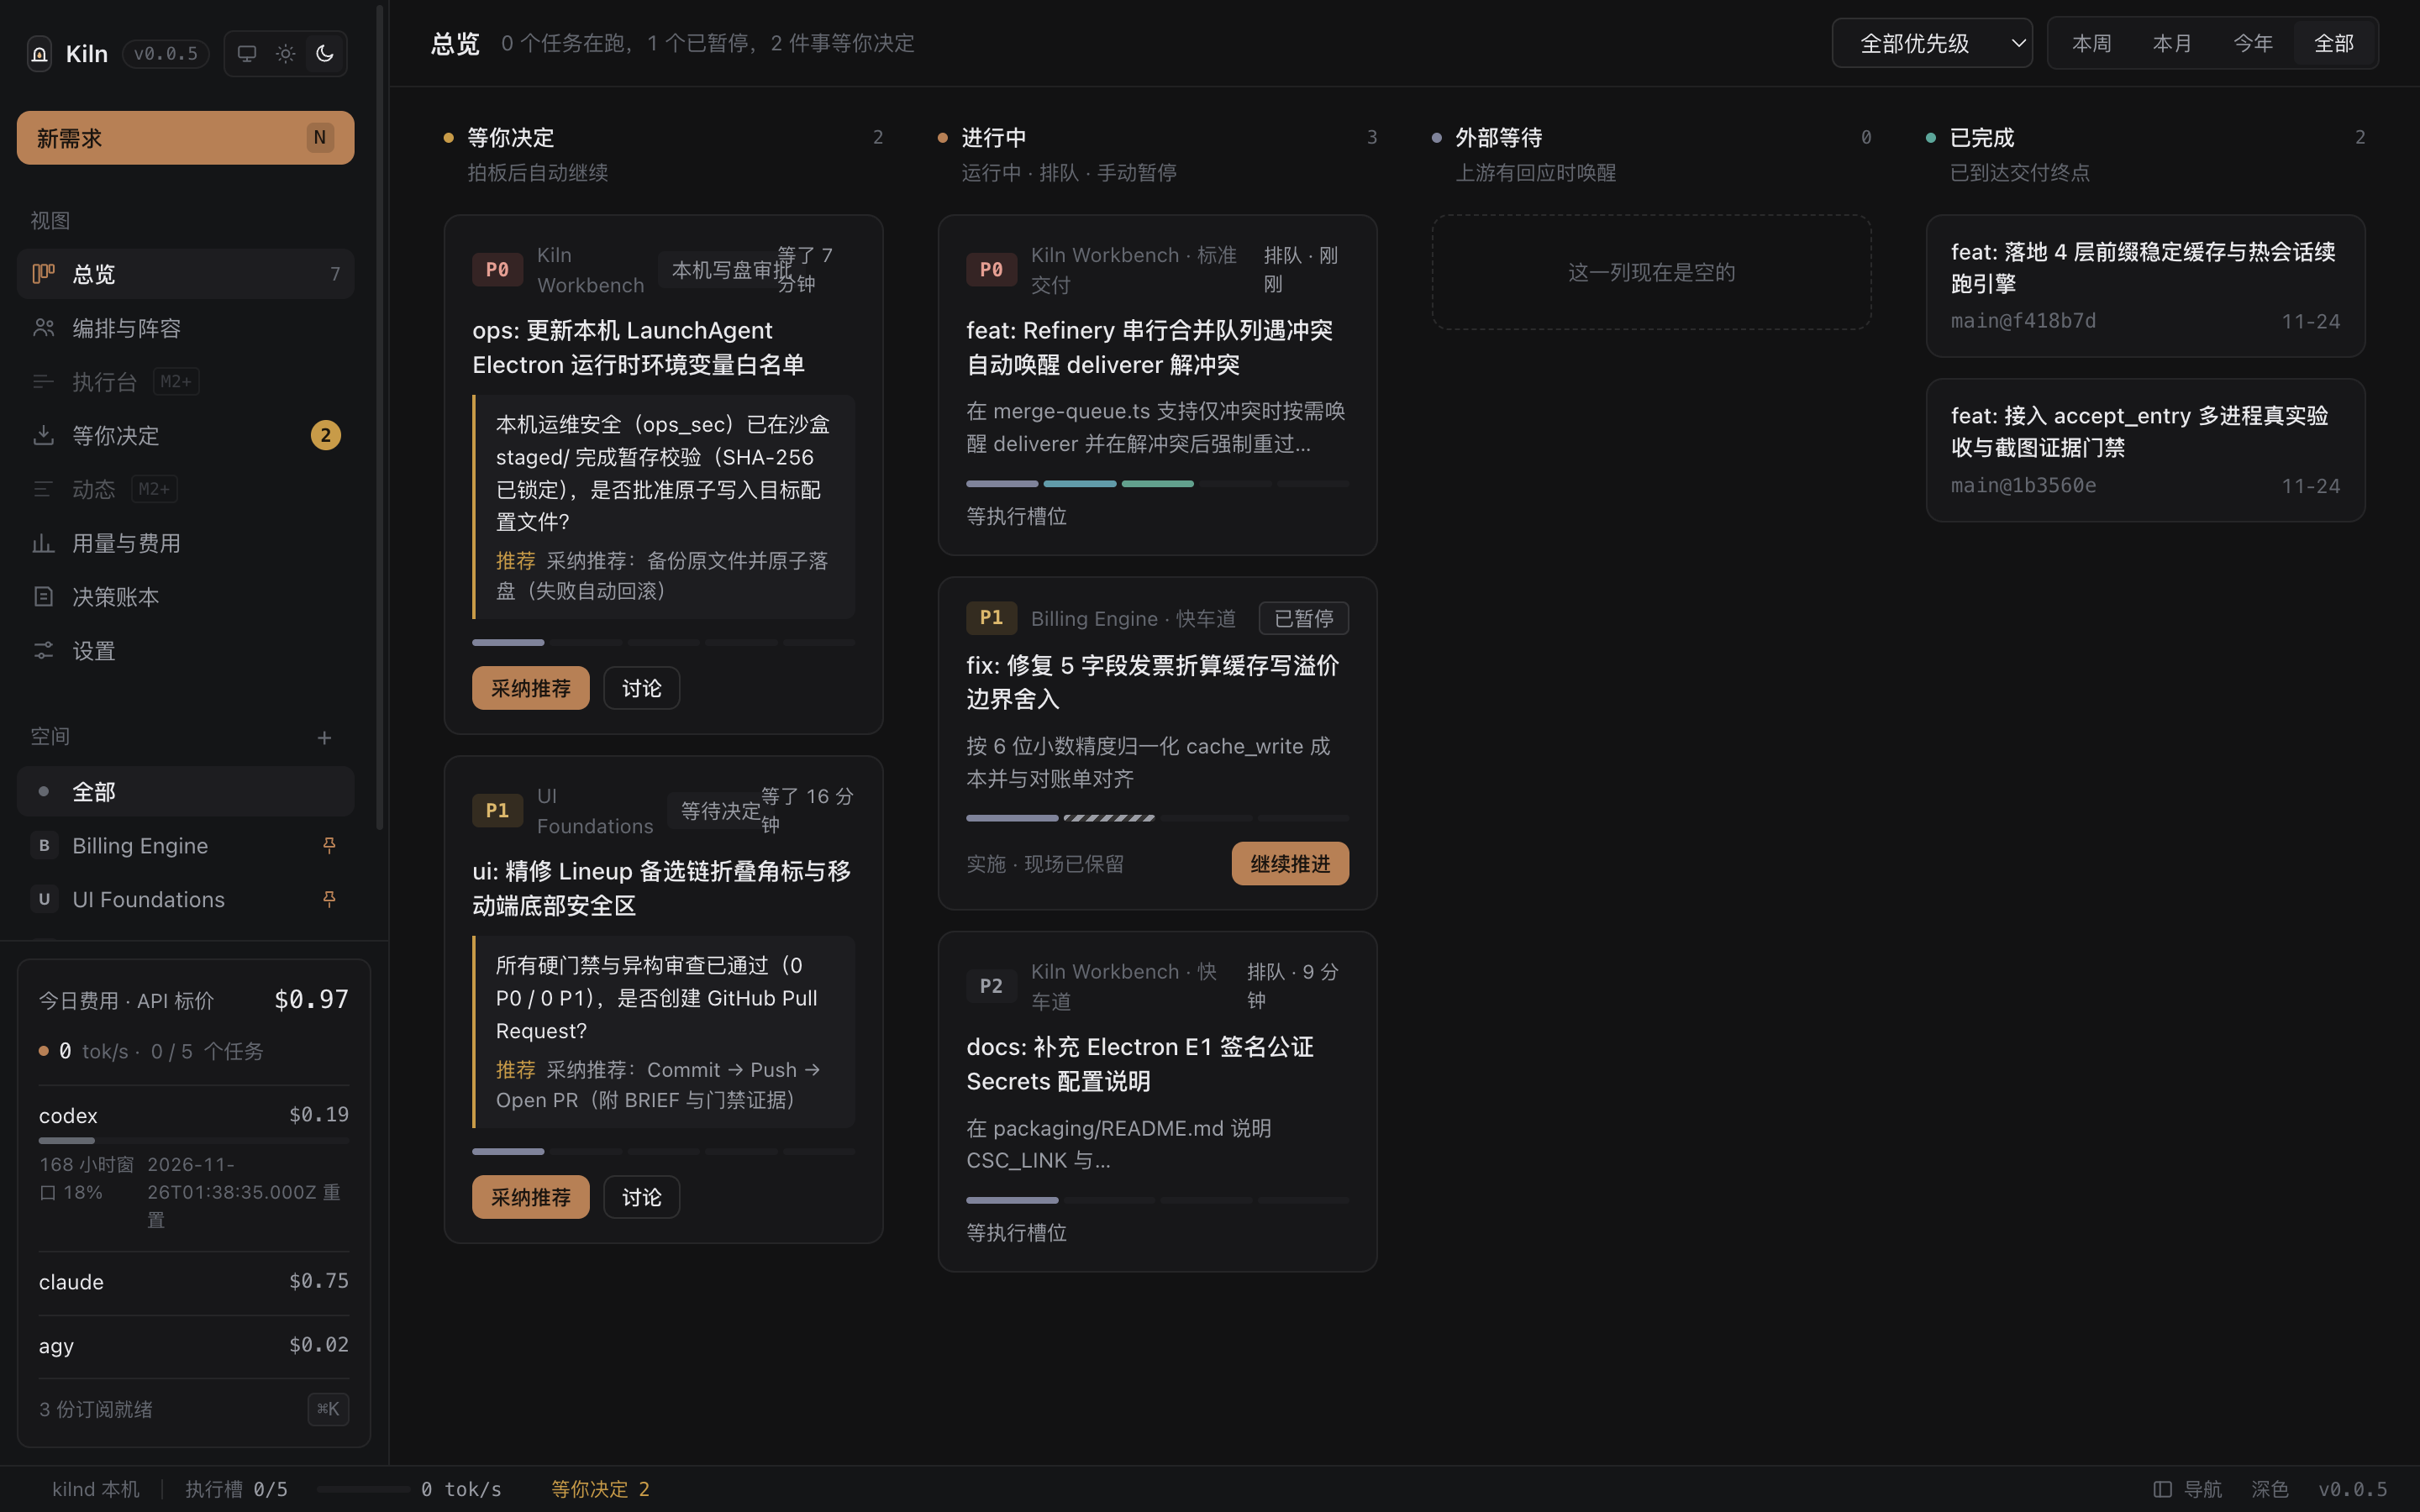 Kiln v0.0.5
新需求 N
视图
总览 7
编排与阵容
执行台 M2+
等你决定 2
动态 M2+
用量与费用
决策账本
设置
空间 +
全部
B Billing Engine
U UI Foundations
今日费用 · API 标价 $0.97
0 tok/s · 0 / 5 个任务
codex $0.19
168 小时窗
口 18%
2026-11-
26T01:38:35.000Z 重
置
claude $0.75
agy $0.02
3 份订阅就绪 ⌘K
总览 0 个任务在跑，1 个已暂停，2 件事等你决定
全部优先级 本周 本月 今年 全部
等你决定 2
拍板后自动继续
P0 Kiln
Workbench
本机写盘审批
等了 7
分钟
ops: 更新本机 LaunchAgent
Electron 运行时环境变量白名单
本机运维安全（ops_sec）已在沙盒
staged/ 完成暂存校验（SHA-256
已锁定），是否批准原子写入目标配
置文件?
推荐 采纳推荐：备份原文件并原子落
盘（失败自动回滚）
采纳推荐 讨论
P1 UI
Foundations
等待决定
等了 16 分
钟
ui: 精修 Lineup 备选链折叠角标与移
动端底部安全区
所有硬门禁与异构审查已通过（0
P0 / 0 P1），是否创建 GitHub Pull
Request?
推荐 采纳推荐：Commit → Push →
Open PR（附 BRIEF 与门禁证据）
采纳推荐 讨论
进行中 3
运行中 · 排队 · 手动暂停
P0 Kiln Workbench · 标准
交付
排队 · 刚
刚
feat: Refinery 串行合并队列遇冲突
自动唤醒 deliverer 解冲突
在 merge-queue.ts 支持仅冲突时按需唤
醒 deliverer 并在解冲突后强制重过...
等执行槽位
P1 Billing Engine · 快车道 已暂停
fix: 修复 5 字段发票折算缓存写溢价
边界舍入
按 6 位小数精度归一化 cache_write 成
本并与对账单对齐
实施 · 现场已保留 继续推进
P2 Kiln Workbench · 快
车道
排队 · 9 分
钟
docs: 补充 Electron E1 签名公证
Secrets 配置说明
在 packaging/README.md 说明
CSC_LINK 与...
等执行槽位
外部等待 0
上游有回应时唤醒
这一列现在是空的
已完成 2
已到达交付终点
feat: 落地 4 层前缀稳定缓存与热会话续
跑引擎
main@f418b7d 11-24
feat: 接入 accept_entry 多进程真实验
收与截图证据门禁
main@1b3560e 11-24
kilnd 本机 执行槽 0/5 0 tok/s 等你决定 2 导航 深色 v0.0.5